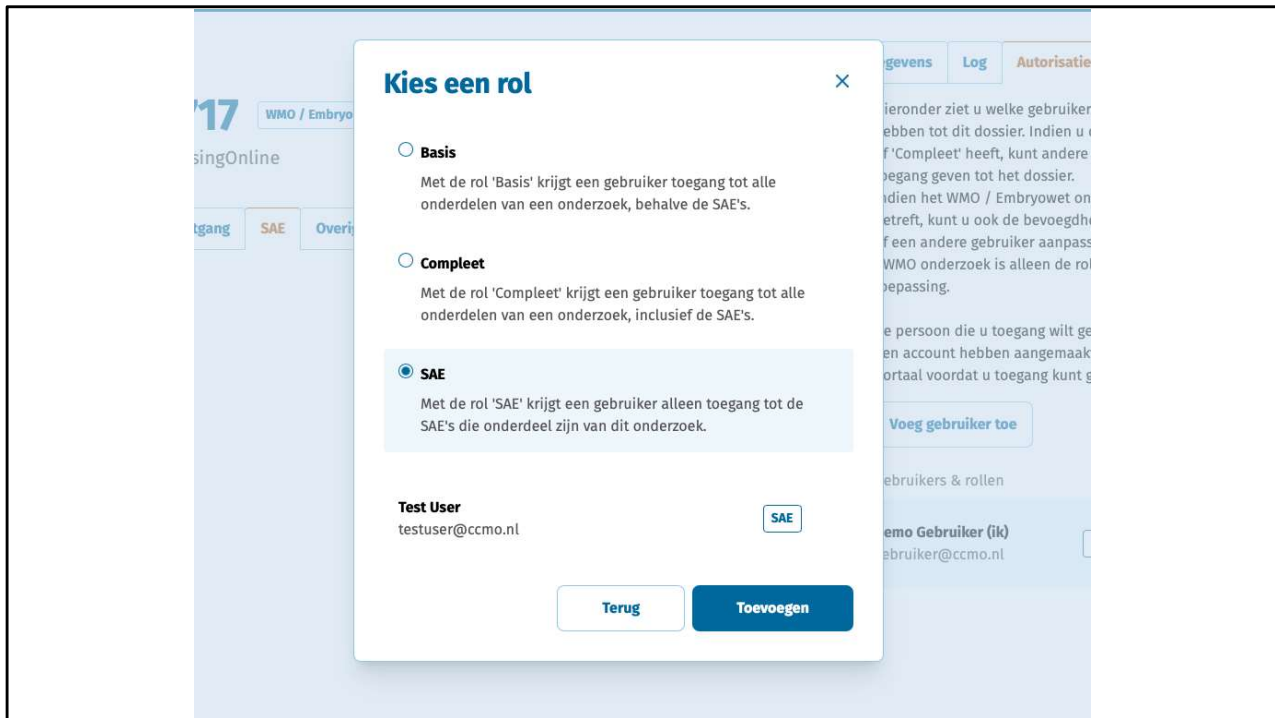 '17
WMO / Embryo
singOnline
tgang
SAE
Overi
Kies een rol
Basis
Met de rol 'Basis' krijgt een gebruiker toegang tot alle
onderdelen van een onderzoek, behalve de SAE's.
Compleet
Met de rol 'Compleet' krijgt een gebruiker toegang tot alle
onderdelen van een onderzoek, inclusief de SAE's.
SAE
Met de rol 'SAE' krijgt een gebruiker alleen toegang tot de
SAE's die onderdeel zijn van dit onderzoek.
Test User
testuser@ccmo.nl
SAE
Terug
Toevoegen
gevens
Log
Autorisatie
ieronder ziet u welke gebruiker
ebben tot dit dossier. Indien u
f 'Compleet' heeft, kunt andere
oegang geven tot het dossier.
ndien het WMO / Embryowet on
etreft, kunt u ook de bevoegdhe
f een andere gebruiker aanpass
WMO onderzoek is alleen de rol
oepassing.
e persoon die u toegang wilt ge
en account hebben aangemaak
ortaal voordat u toegang kunt g
Voeg gebruiker toe
ebruikers & rollen
emo Gebruiker (ik)
ebruiker@ccmo.nl